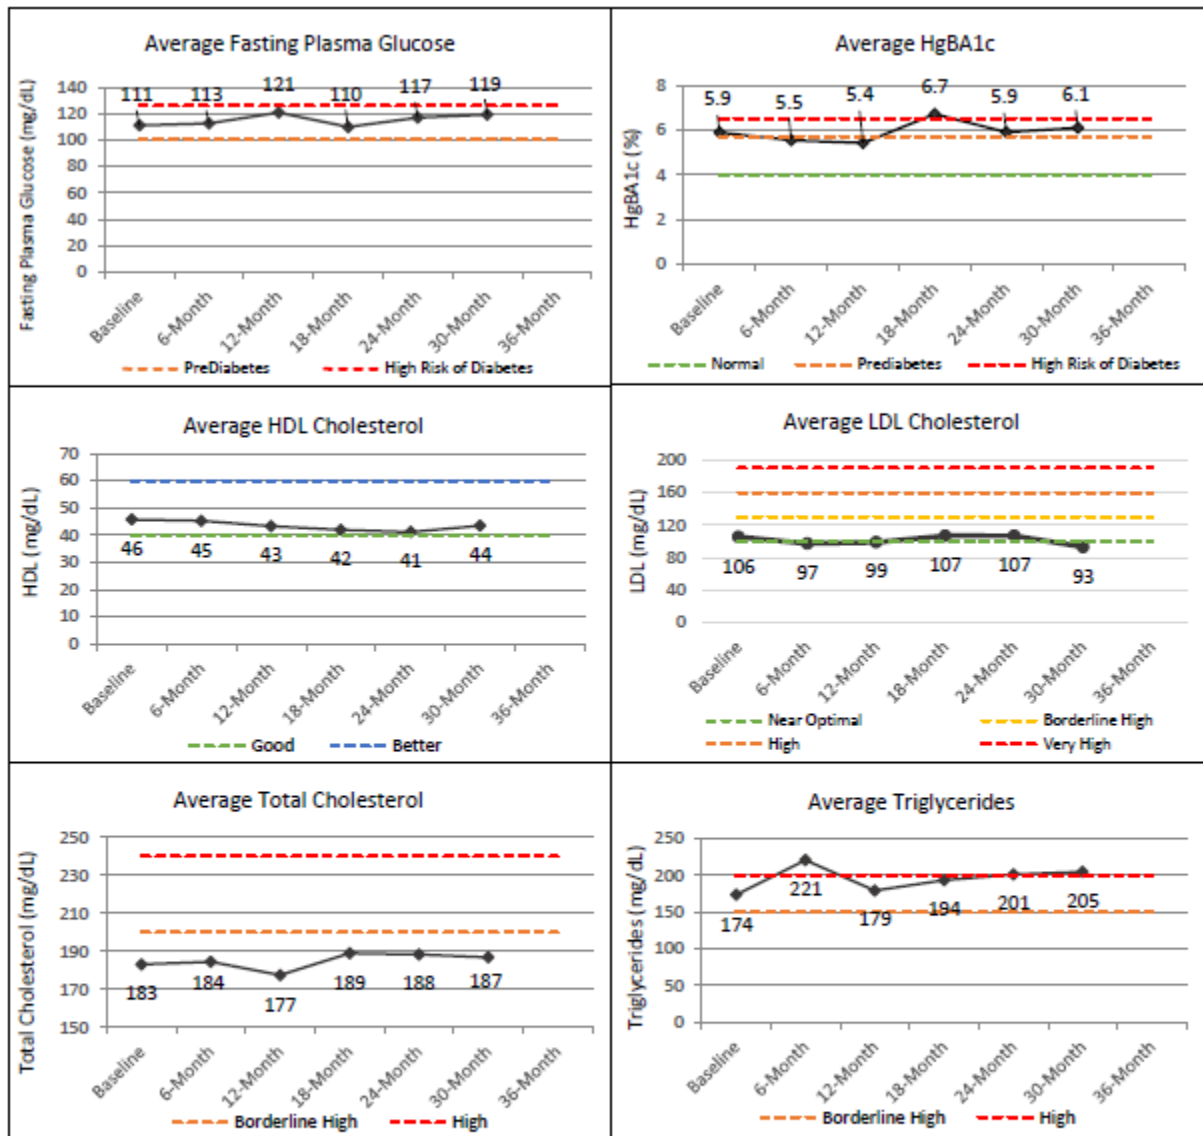 Average Fasting Plasma Glucose
Fasting Plasma Glucose (mg/dL)
140
120
100
80
60
40
20
0
111
113
121
110
117
119
Baseline
6-Month
12-Month
18-Month
24-Month
30-Month
36-Month
PreDiabetes
High Risk of Diabetes
Average HgBA1c
HgBA1c (%)
8
6
4
2
0
5.9
5.5
5.4
6.7
5.9
6.1
Baseline
6-Month
12-Month
18-Month
24-Month
30-Month
36-Month
Normal
Prediabetes
High Risk of Diabetes
Average HDL Cholesterol
HDL (mg/dL)
70
60
50
40
30
20
10
0
46
45
43
42
41
44
Baseline
6-Month
12-Month
18-Month
24-Month
30-Month
36-Month
Good
Better
Average LDL Cholesterol
LDL (mg/dL)
200
160
120
80
40
0
106
97
99
107
107
93
Baseline
6-Month
12-Month
18-Month
24-Month
30-Month
36-Month
Near Optimal
Borderline High
High
Very High
Average Total Cholesterol
Total Cholesterol (mg/dL)
250
230
210
190
170
150
183
184
177
189
188
187
Baseline
6-Month
12-Month
18-Month
24-Month
30-Month
36-Month
Borderline High
High
Average Triglycerides
Triglycerides (mg/dL)
250
200
150
100
50
0
174
221
179
194
201
205
Baseline
6-Month
12-Month
18-Month
24-Month
30-Month
36-Month
Borderline High
High